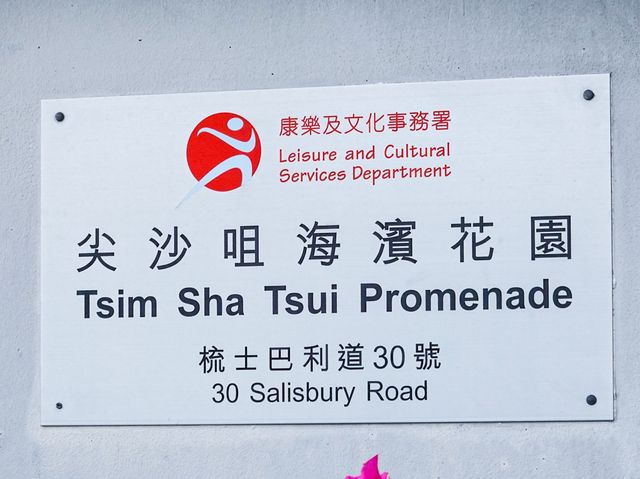 康樂及文化事務署
Leisure and Cultural
Services Department
尖沙咀海濱花園
Tsim Sha Tsui Promenade
梳士巴利道30號
30 Salisbury Road